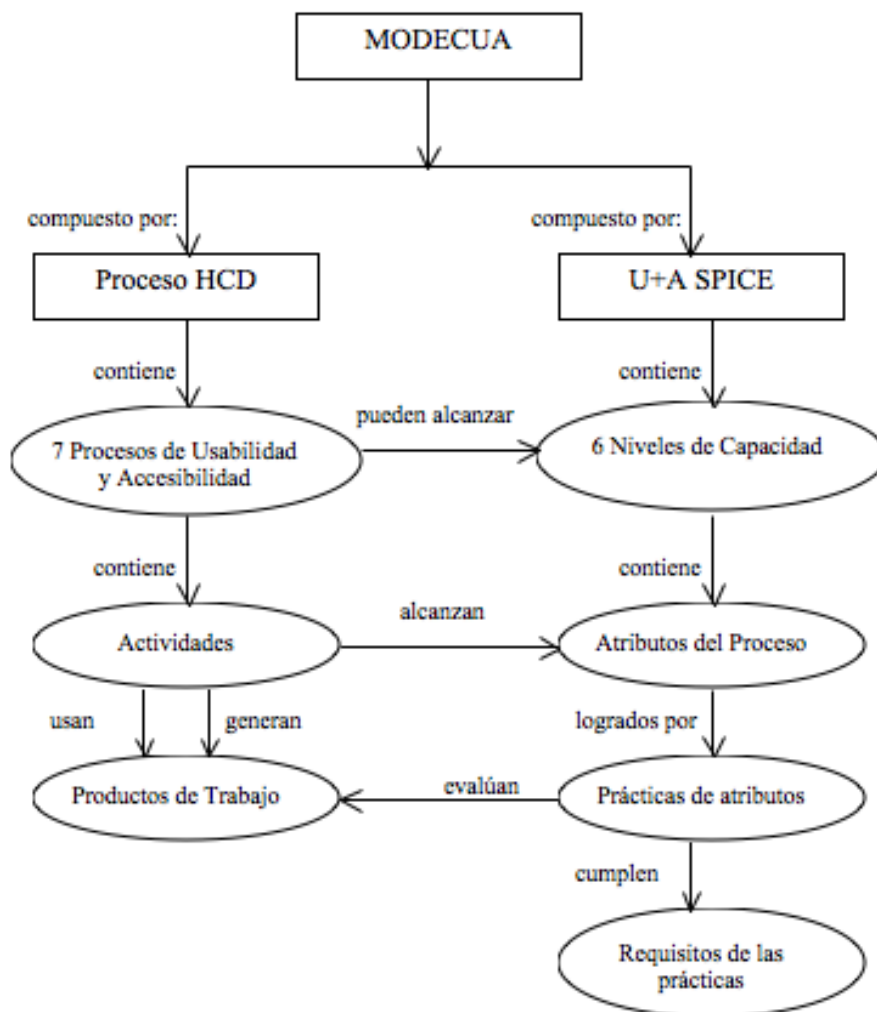 MODECUA
compuesto por:
compuesto por:
Proceso HCD
U+A SPICE
contiene
contiene
7 Procesos de Usabilidad
y Accesibilidad
pueden alcanzar
6 Niveles de Capacidad
contiene
contiene
Actividades
alcanzan
Atributos del Proceso
usan
generan
logrados por
Productos de Trabajo
evalúan
Prácticas de atributos
cumplen
Requisitos de las
prácticas